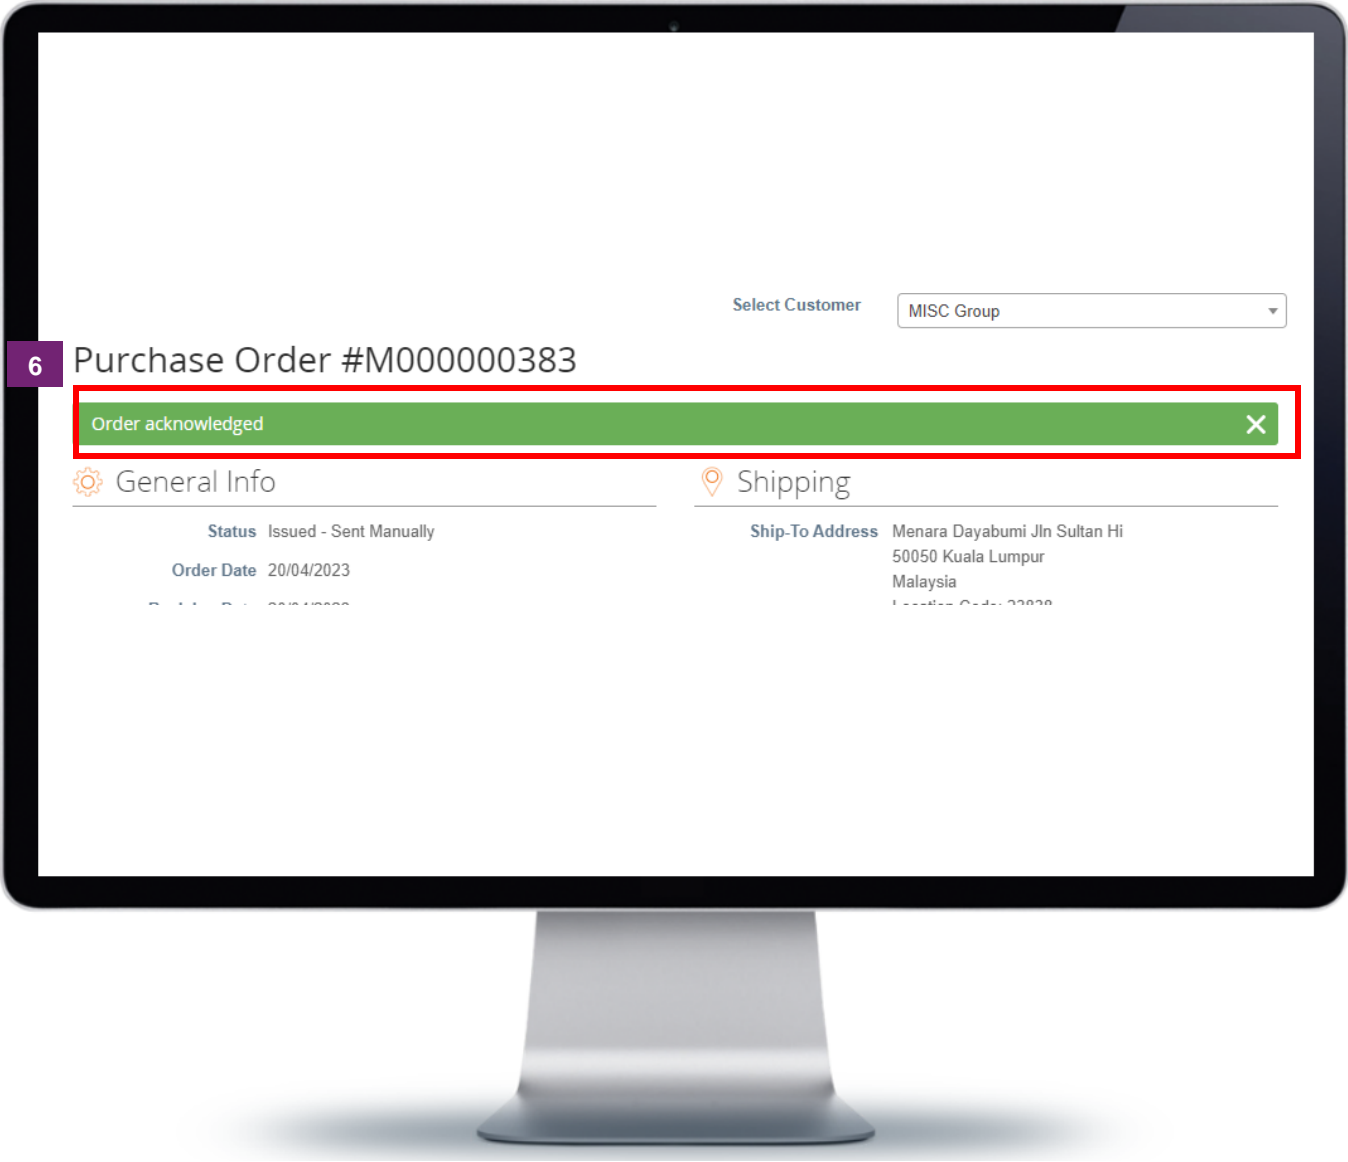 Select Customer
MISC Group
6
Purchase Order #M000000383
Order acknowledged
General Info
Shipping
Status Issued - Sent Manually
Ship-To Address Menara Dayabumi Jln Sultan Hi
50050 Kuala Lumpur
Order Date 20/04/2023
Malaysia